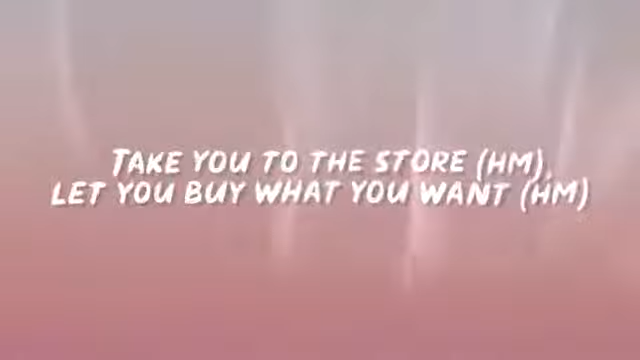 TAKE YOU TO THE STORE (HM),
LET YOU BUY WHAT YOU WANT (HM)